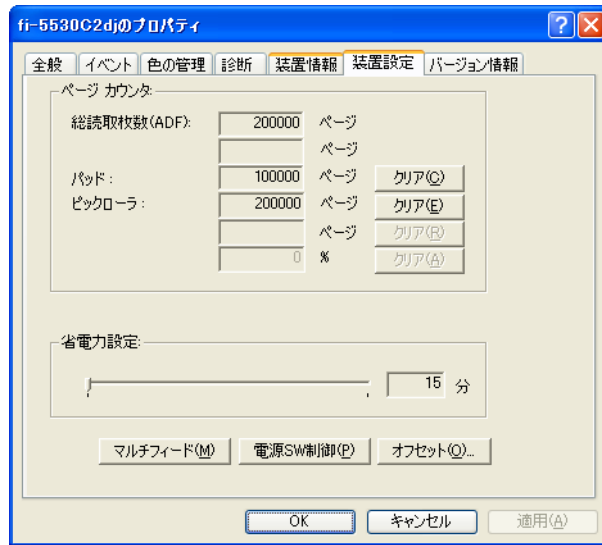 fi-5530C2djのプロパティ
全般 イベント 色の管理 診断 装置情報 装置設定 バージョン情報
ページ カウンタ:
総読取枚数(ADF): 200000 ページ
ページ
パッド: 100000 ページ クリア(C)
ピックローラ: 200000 ページ クリア(E)
ページ クリア(R)
0 % クリア(A)
省電力設定:
15 分
マルチフィード(M) 電源SW制御(P) オフセット(O)...
OK キャンセル 適用(A)